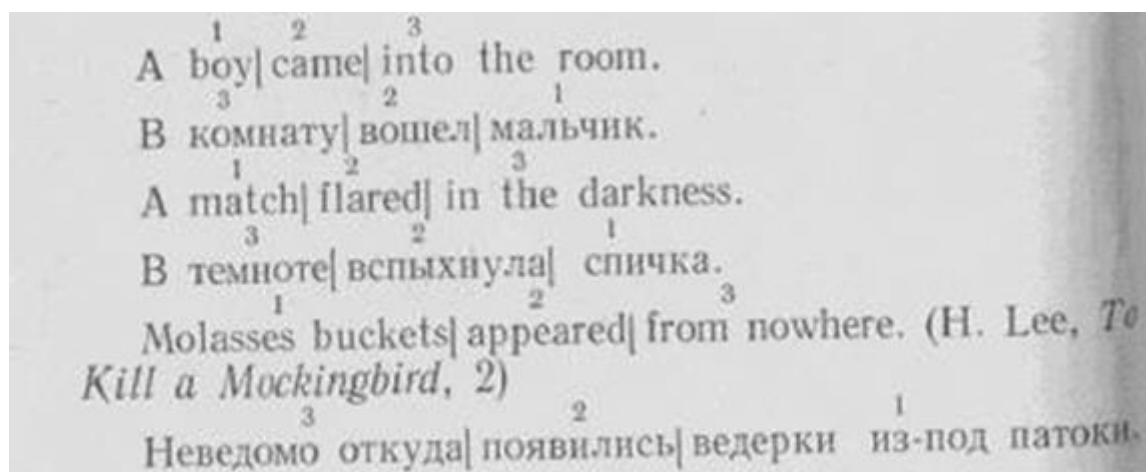 1 2 3
A boy| came| into the room.
3 2 1
В комнату| вошел| мальчик.
1 2 3
A match| flared| in the darkness.
3 2 1
В темноте| вспыхнула| спичка.
1 2 3
Molasses buckets| appeared| from nowhere. (H. Lee, To
Kill a Mockingbird, 2)
3 2 1
Неведомо откуда| появились| ведерки из-под патоки.